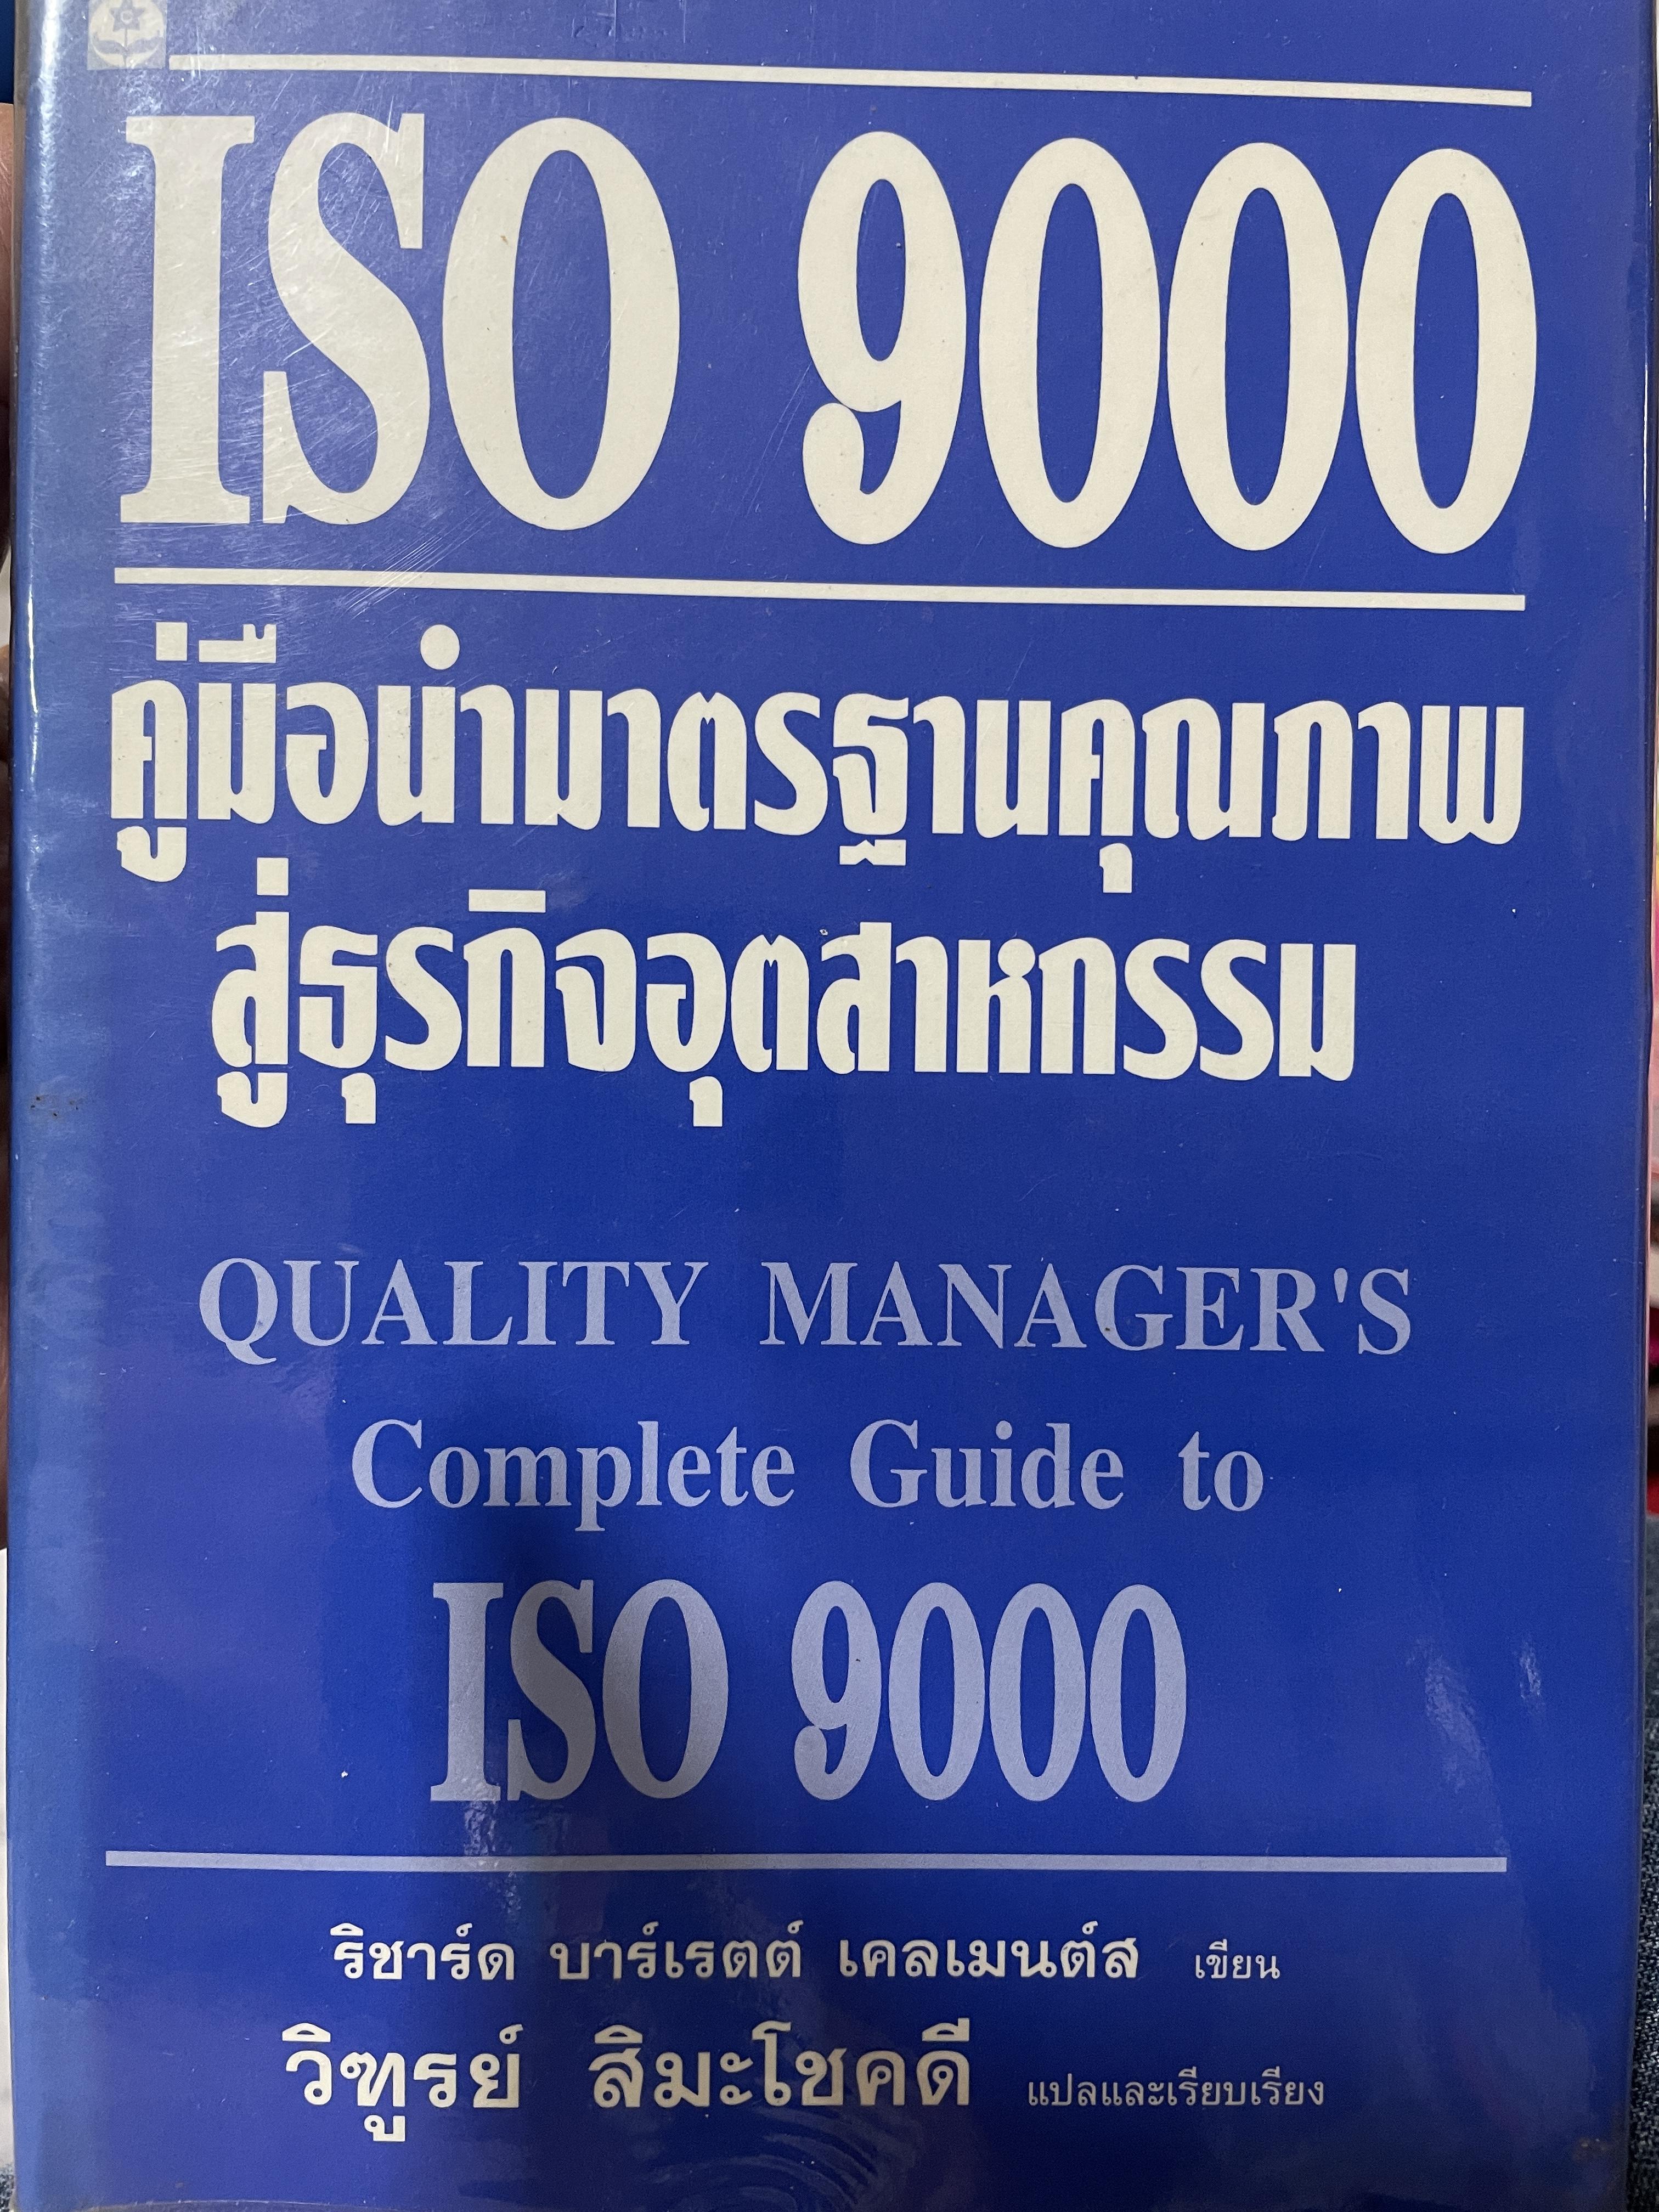 ISO 9000
คู่มือนำมาตรฐานคุณภาพ
สู่ธุรกิจอุตสาหกรรม
QUALITY MANAGER'S
Complete Guide to
ISO 9000
ริชาร์ด บาร์เรตต์ เคลเมนต์ส เขียน
วิฑูรย์ สิมะโชคดี แปลและเรียบเรียง